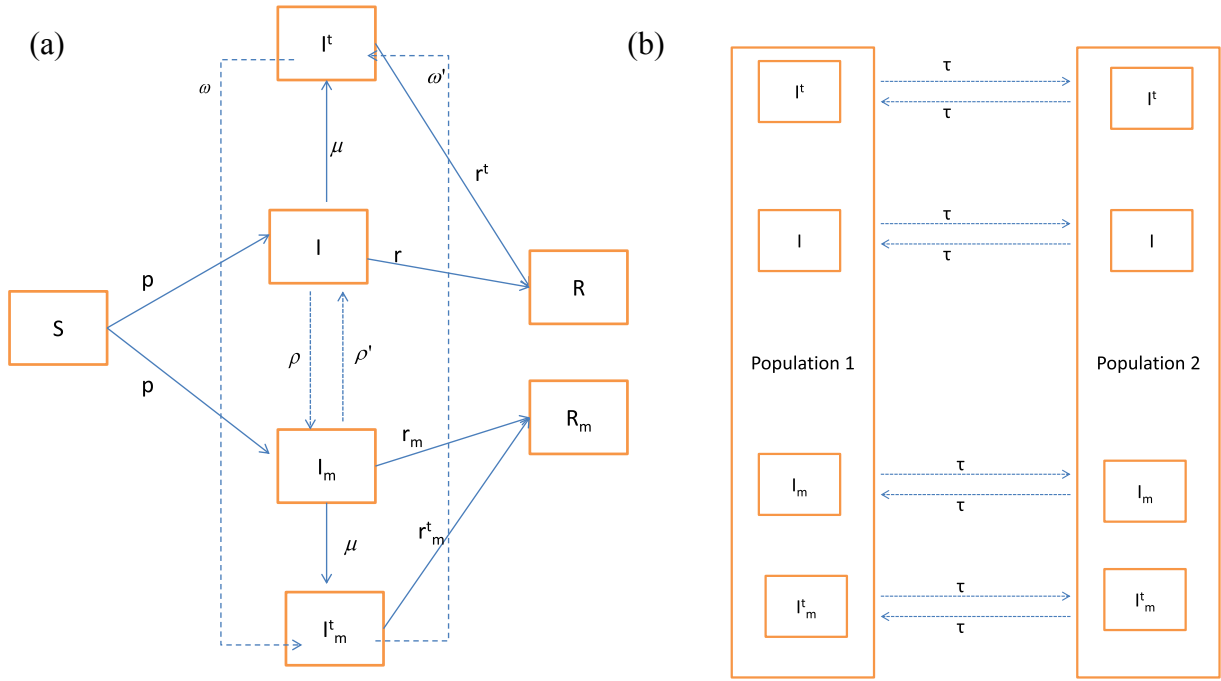 (a)
I^t
ω
ω'
μ
r^t
I
r
R
p
S
p
ρ
ρ'
R_m
r_m
I_m
μ
r^t_m
I^t_m
(b)
I^t
τ
τ
I^t
I
τ
τ
I
Population 1
Population 2
I_m
τ
τ
I_m
I^t_m
τ
τ
I^t_m